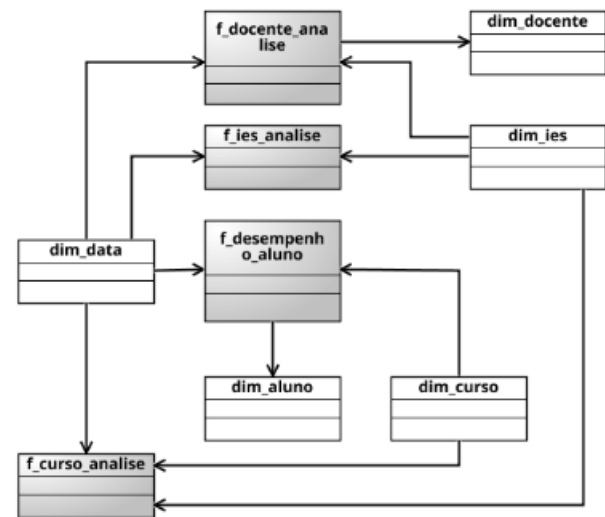 f_docente_ana
lise
dim_docente
f_ies_analise
dim_ies
f_desempenh
o_aluno
dim_data
dim_aluno
dim_curso
f_curso_analise